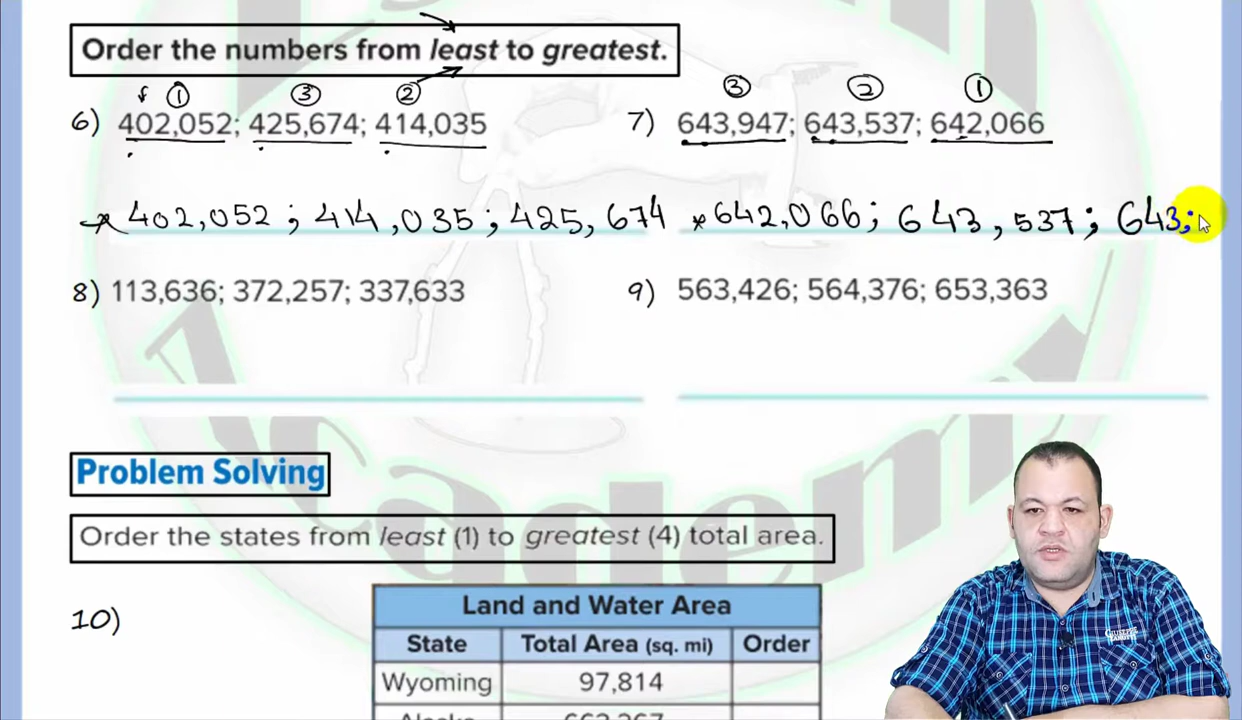 Order the numbers from least to greatest.
① ③ ②
6) 402,052; 425,674; 414,035
402,052 ; 414,035 ; 425,674
③ ② ①
7) 643,947; 643,537; 642,066
*642,066; 643,537; 643;
8) 113,636; 372,257; 337,633
9) 563,426; 564,376; 653,363
Problem Solving
Order the states from least (1) to greatest (4) total area.
10)
Land and Water Area
State Total Area (sq. mi) Order
Wyoming 97,814